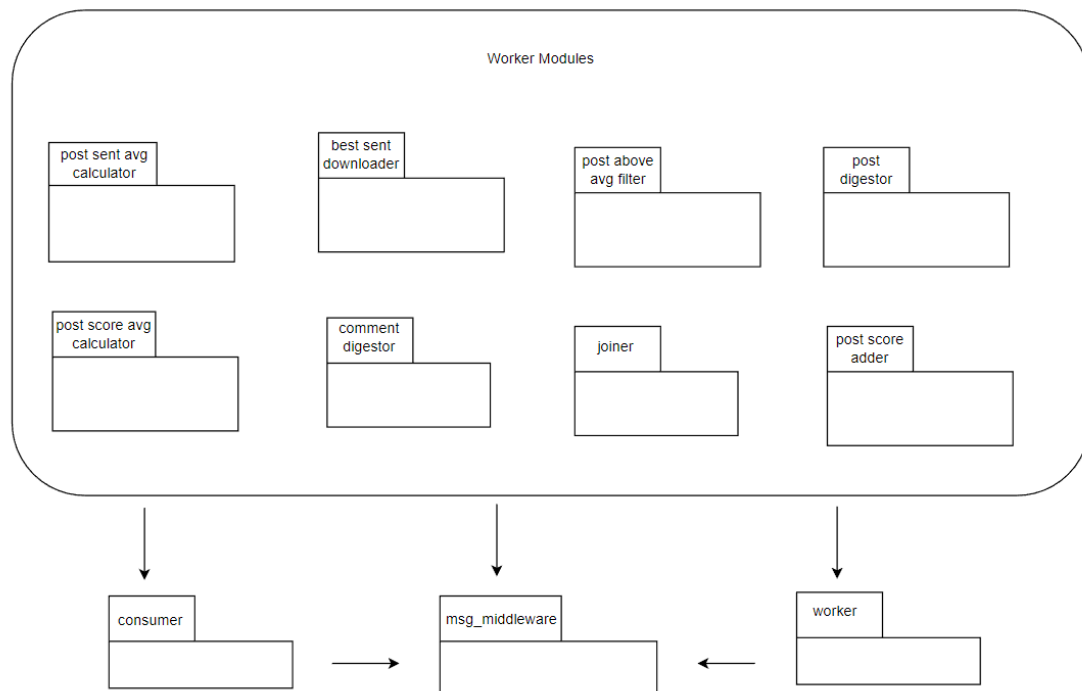 Worker Modules
post sent avg
calculator
best sent
downloader
post above
avg filter
post
digestor
post score avg
calculator
comment
digestor
joiner
post score
adder
consumer
msg_middleware
worker